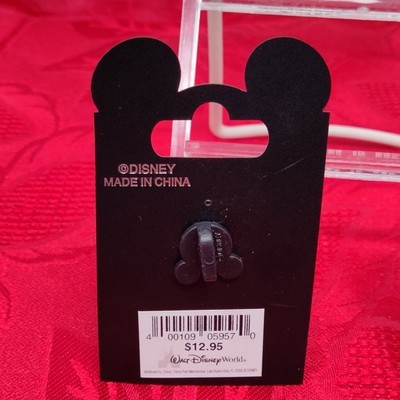 ©DISNEY
MADE IN CHINA
4 00109 05957 0
$12.95
Walt Disney World.